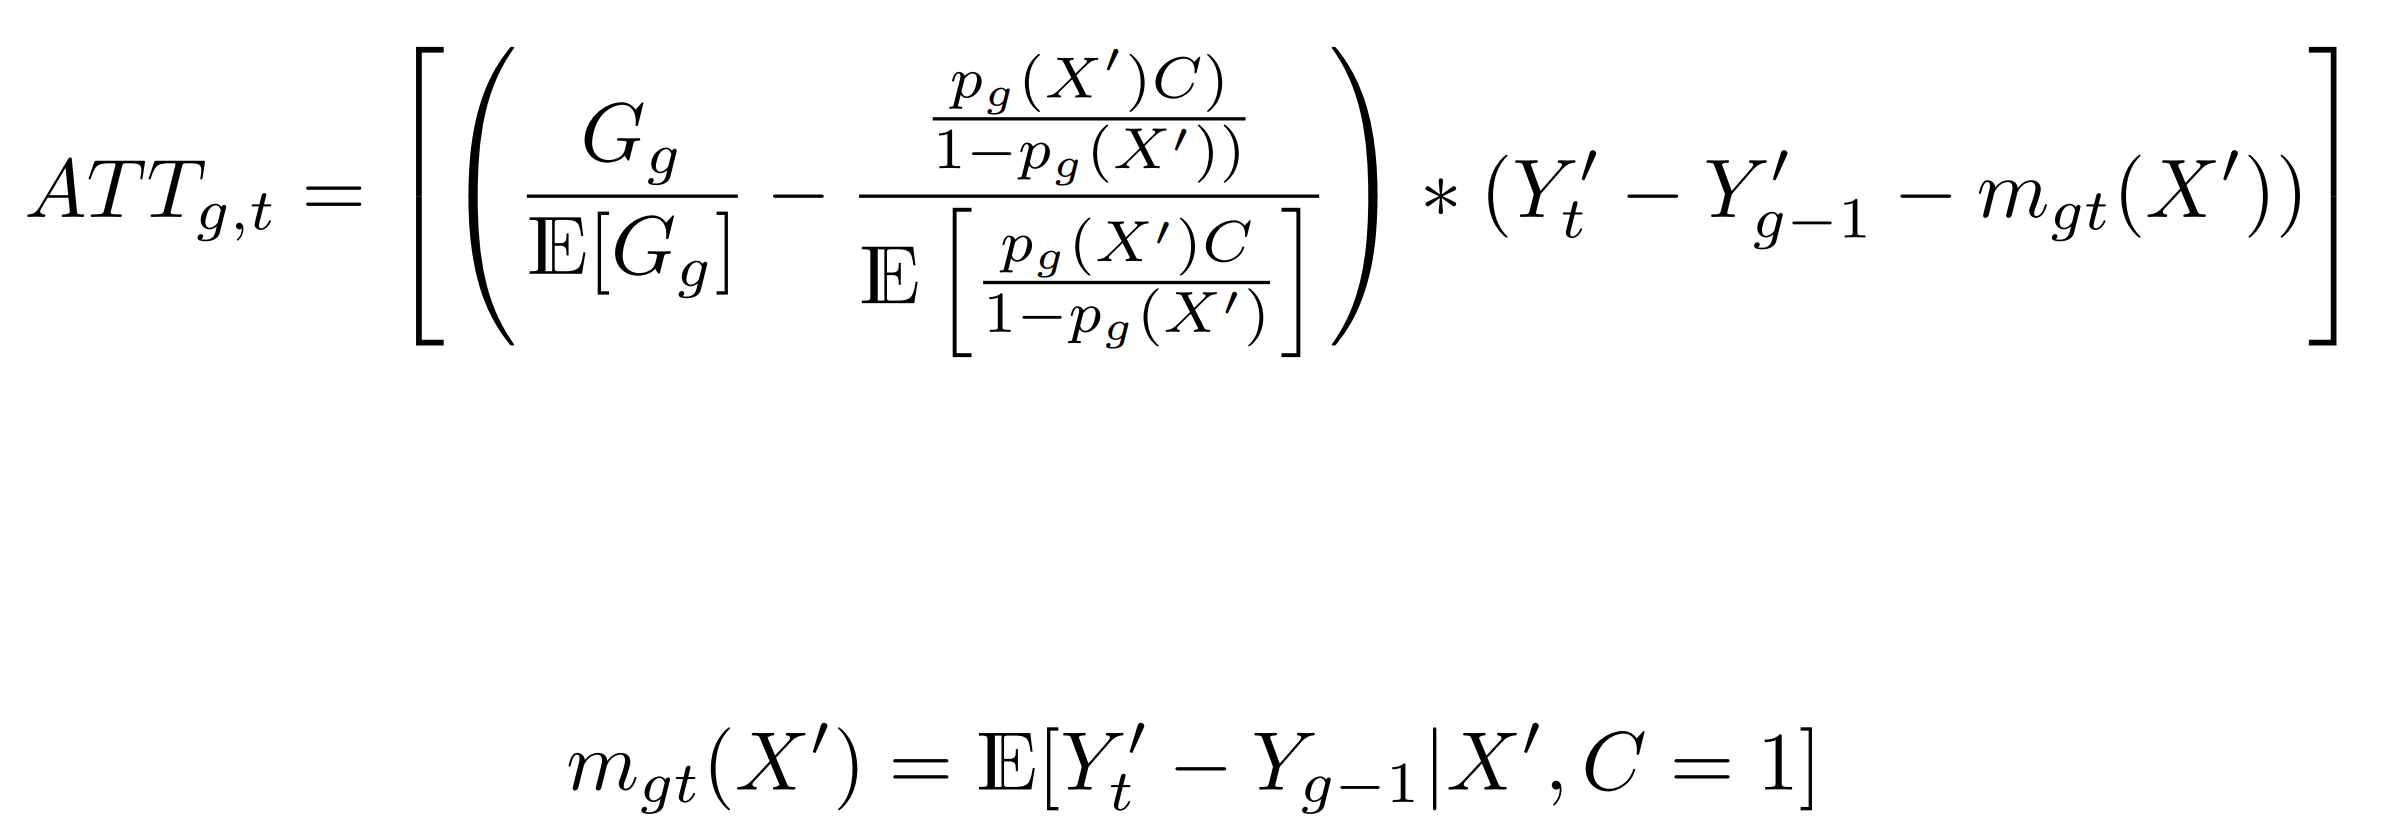 $ATT_{g,t} = \left[ \left( \frac{G_g}{\mathbb{E}[G_g]} - \frac{\frac{p_g(X')C)}{1-p_g(X'))}}{\mathbb{E}\left[\frac{p_g(X')C}{1-p_g(X')}\right]} \right) * (Y'_t - Y'_{g-1} - m_{gt}(X')) \right]$
$m_{gt}(X') = \mathbb{E}[Y'_t - Y_{g-1}|X', C = 1]$